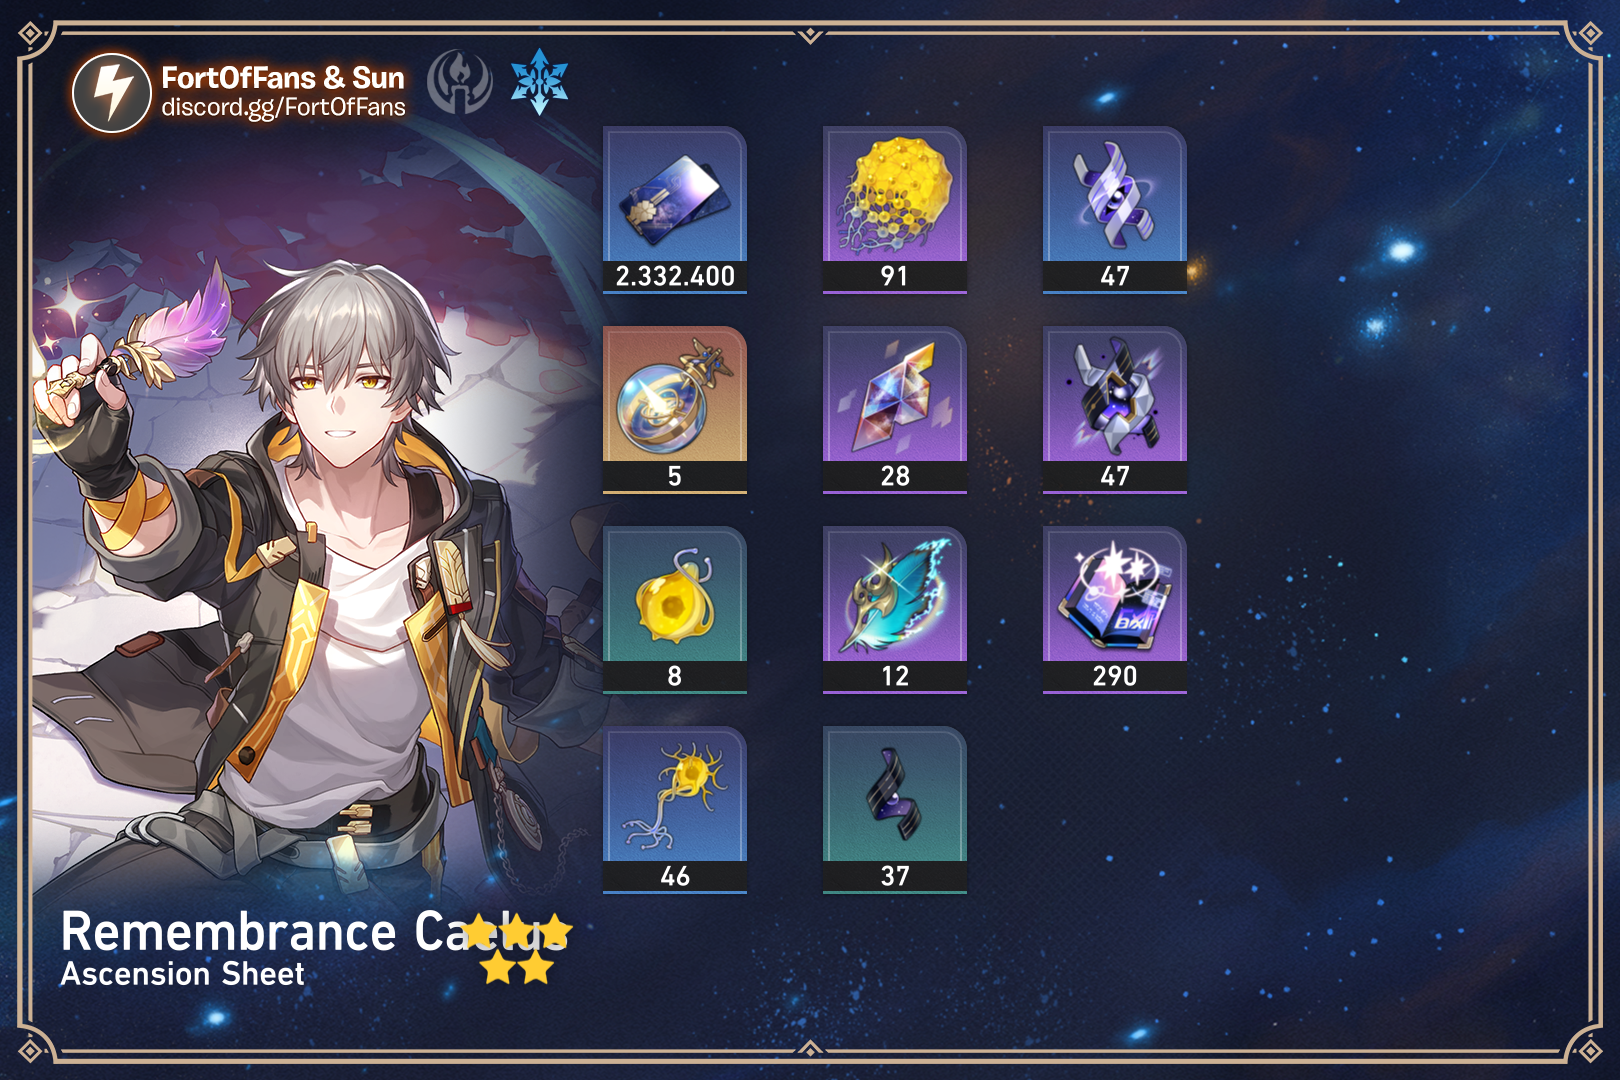 FortOfFans & Sun
discord.gg/FortOfFans
2.332.400
91
47
5
28
47
8
12
290
46
37
Remembrance Caelus
Ascension Sheet